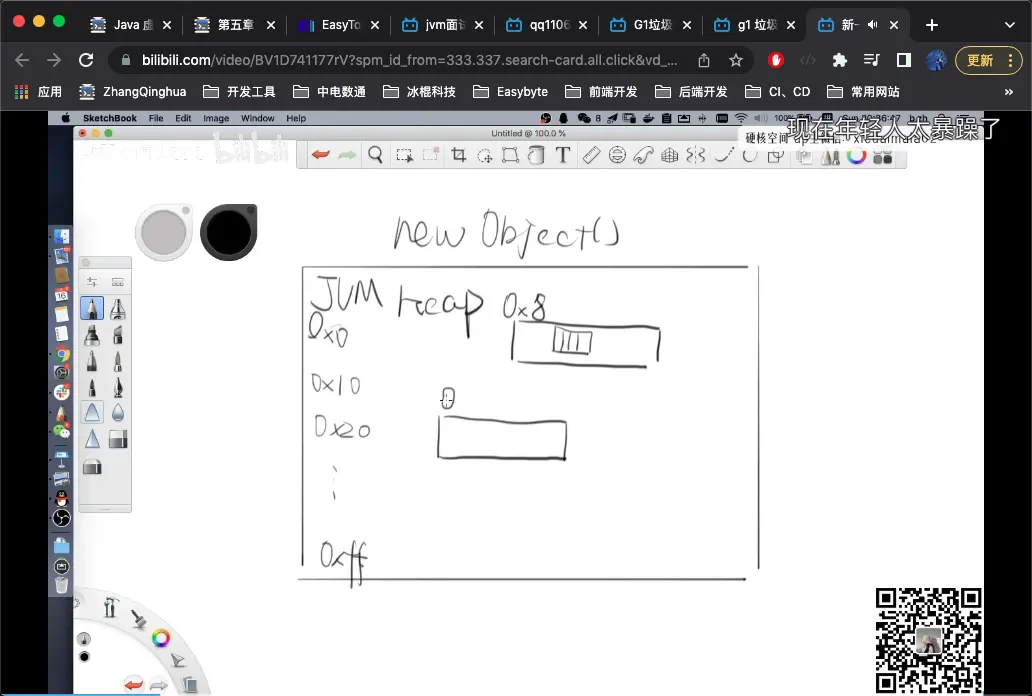 Java 虚
第五章
EasyTo
jvm面试
qq1106
G1垃圾
g1 垃圾
新一
bilibili.com/video/BV1D741177rV?spm_id_from=333.337.search-card.all.click&vd_...
更新
应用
ZhangQinghua
开发工具
中电数通
冰棍科技
Easybyte
前端开发
后端开发
CI、CD
常用网站
»
SketchBook File Edit Image Window Help
8
100%
Untitled @ 100.0 %
现在年轻人太暴躁了
硬核空间
bilibili
T
16
new Object()
JVM Heap 0x8
0x0
0x10
0
0x20
0xff